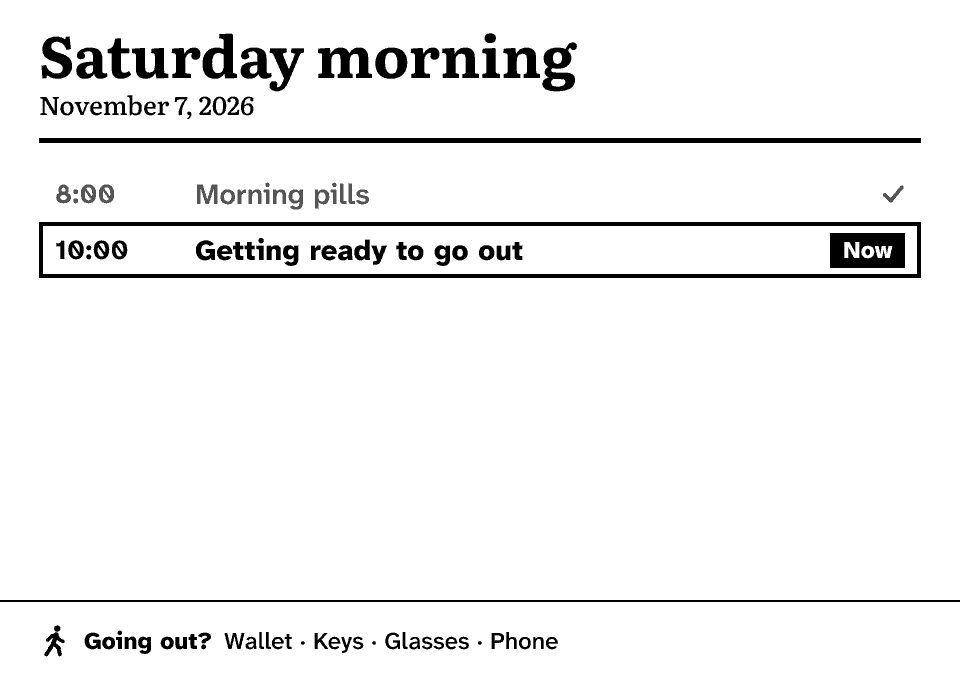 Saturday morning
November 7, 2026
8:00 Morning pills
10:00 Getting ready to go out Now
Going out? Wallet · Keys · Glasses · Phone